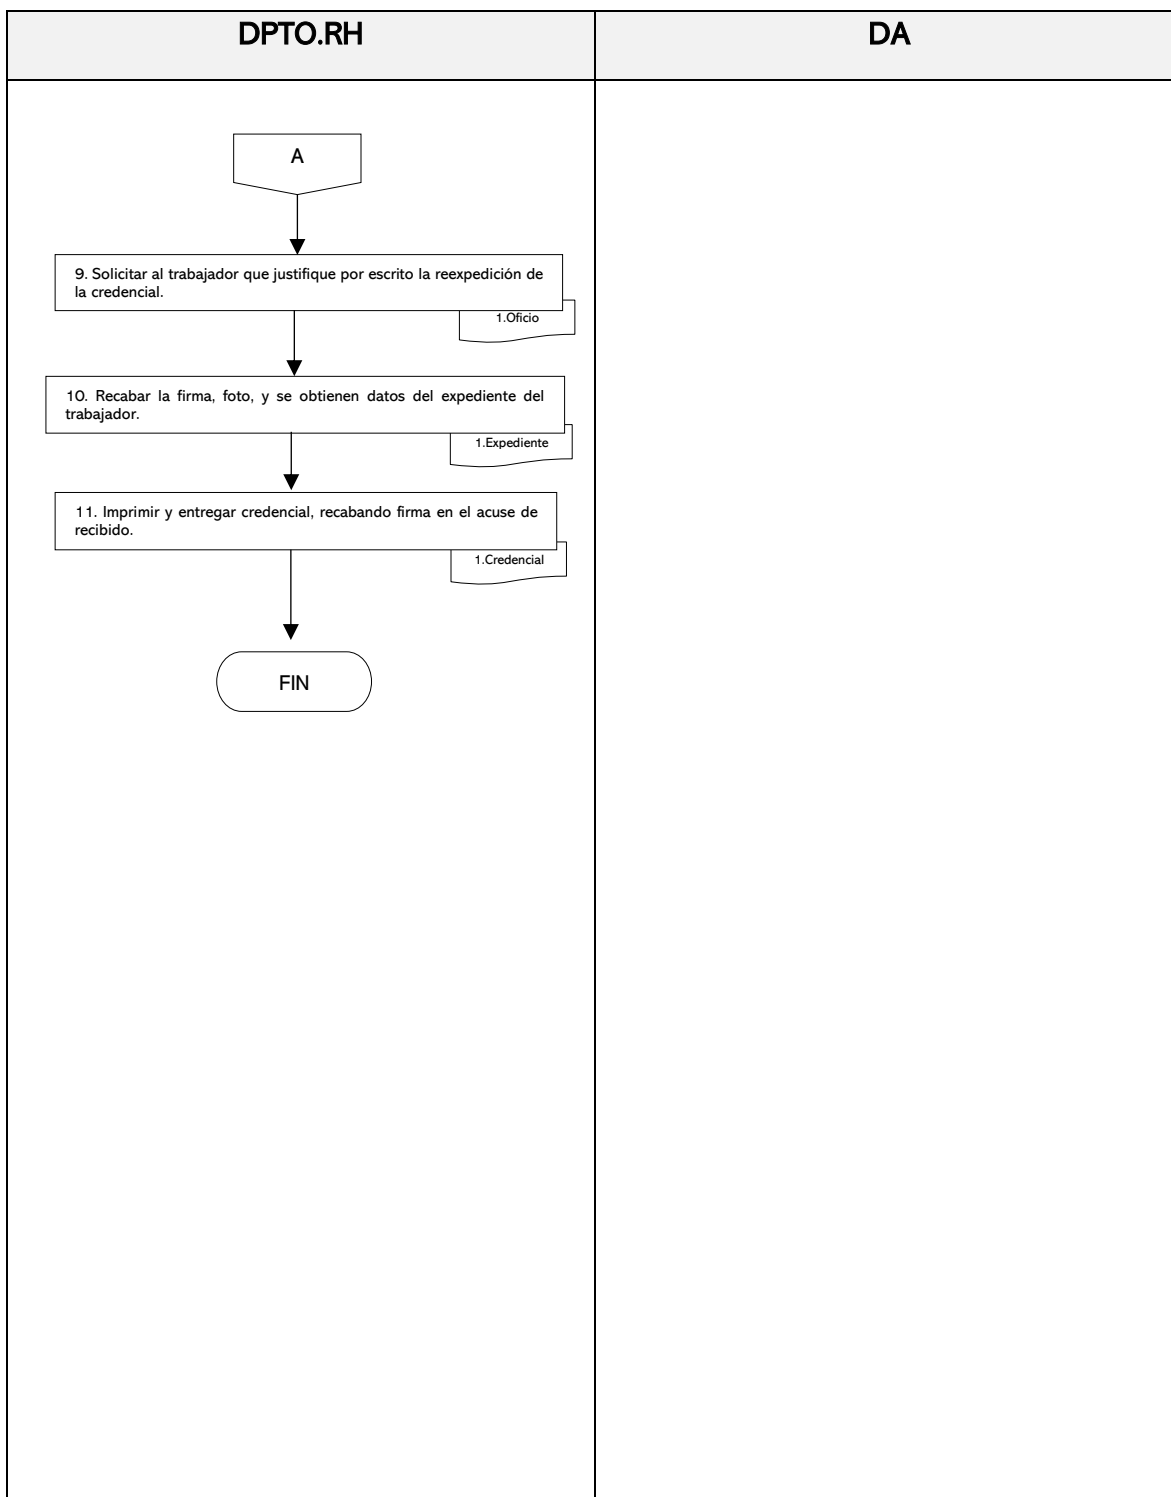 DPTO.RH
DA
A
9. Solicitar al trabajador que justifique por escrito la reexpedición de
la credencial.
1.Oficio
10. Recabar la firma, foto, y se obtienen datos del expediente del
trabajador.
1.Expediente
11. Imprimir y entregar credencial, recabando firma en el acuse de
recibido.
1.Credencial
FIN